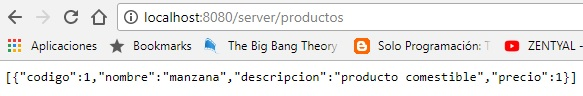 localhost:8080/server/productos
Aplicaciones Bookmarks The Big Bang Theory Solo Programación: T ZENTYAL -
[{"codigo":1,"nombre":"manzana","descripcion":"producto comestible","precio":1}]